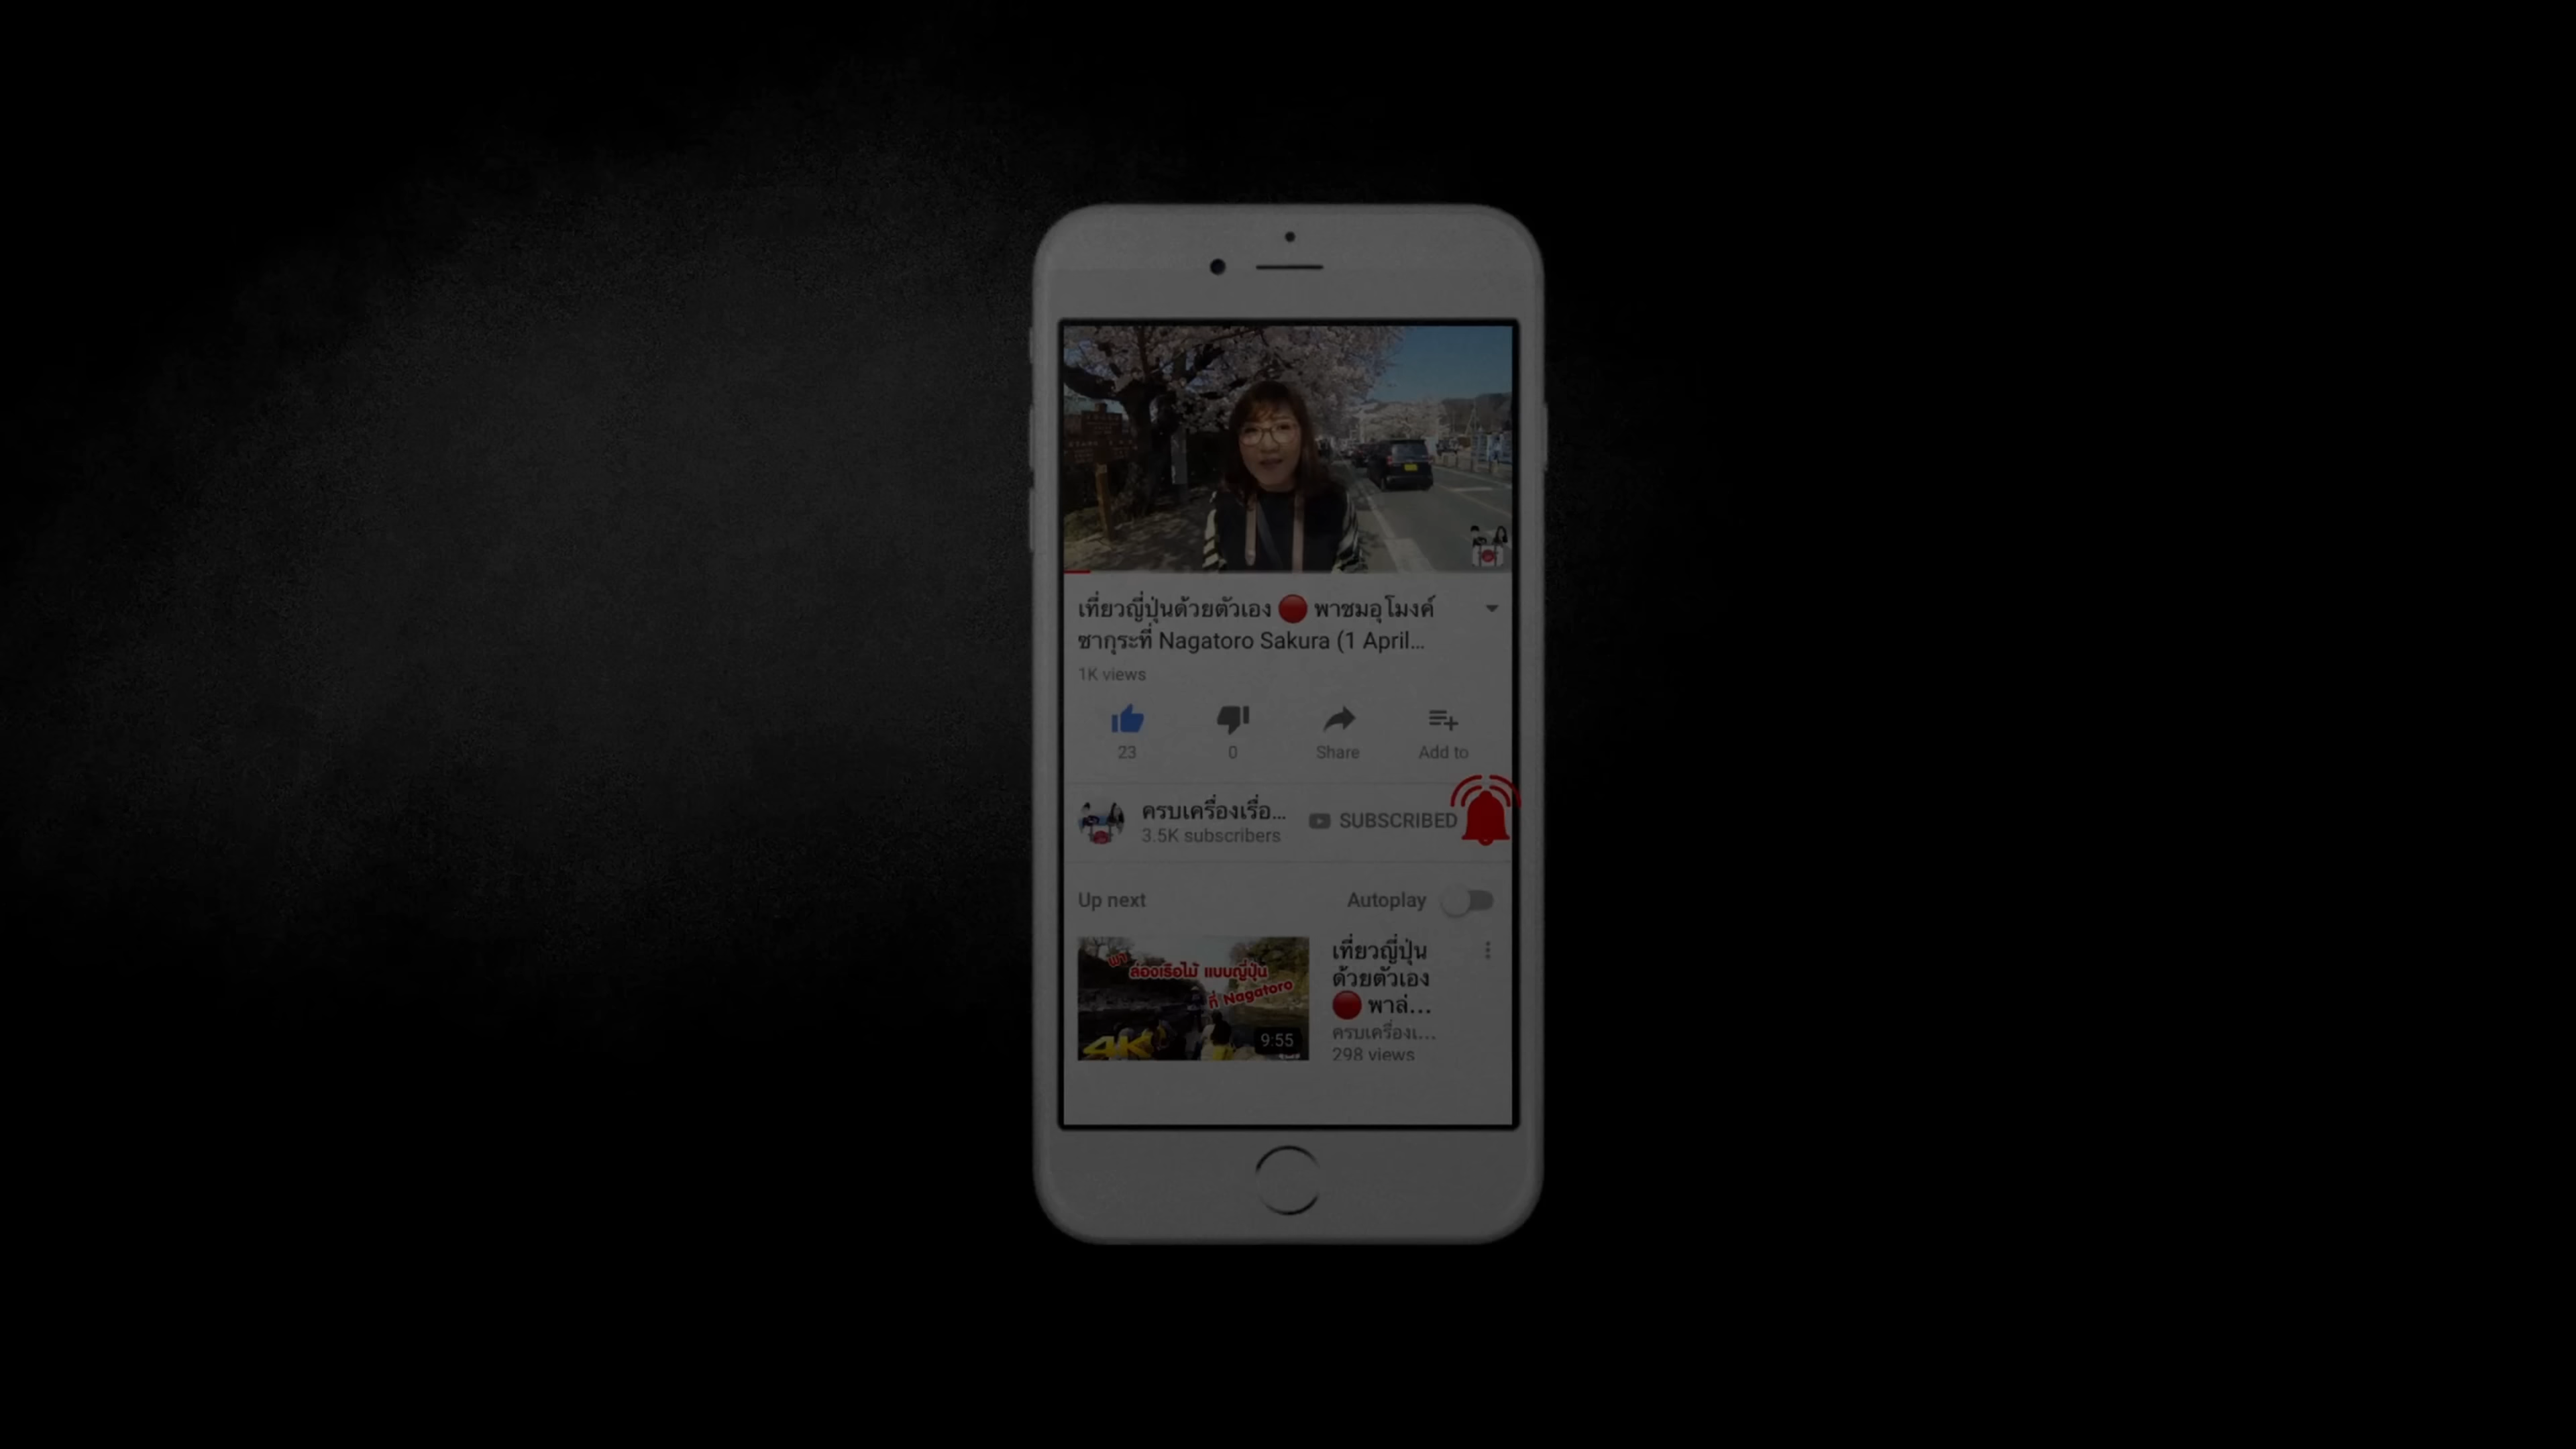 เที่ยวญี่ปุ่นด้วยตัวเอง 🔴 พาชมอุโมงค์
ซากุระที่ Nagatoro Sakura (1 April...
1K views
23
0
Share
Add to
ครบเครื่องเรื่อ...
3.5K subscribers
SUBSCRIBED
Up next
Autoplay
พา
ล่องเรือไม้ แบบญี่ปุ่น
ที่ Nagatoro
4K
9:55
เที่ยวญี่ปุ่น
ด้วยตัวเอง
🔴 พาล่...
ครบเครื่องเ...
298 views